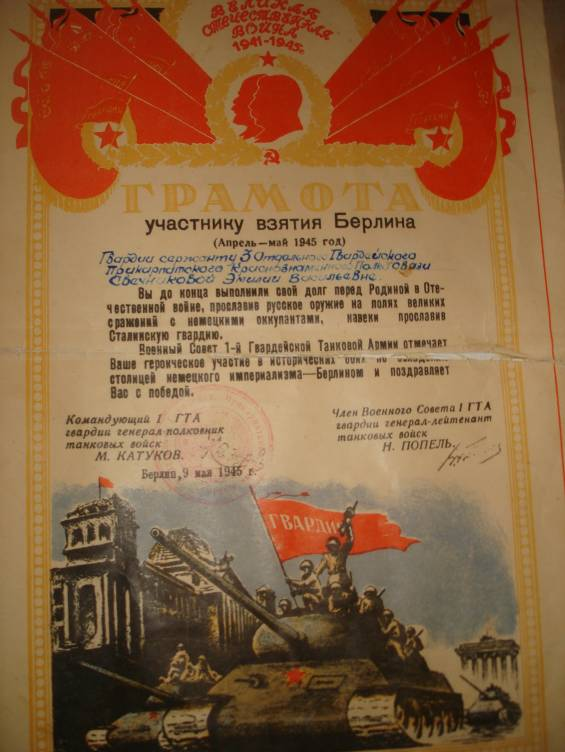 ВЕЛИКАЯ
ОТЕЧЕСТВЕННАЯ
ВОЙНА
1941-1945г.
ГРАМОТА
участнику взятия Берлина
(Апрель—май 1945 год)
Гвардии сержанту 3 Отдельного Гвардейского
Прикарпатского Краснознаменного Полка связи
Свечниковой Эмилии Васильевне.
Вы до конца выполнили свой долг перед Родиной в Оте-
чественной войне, прославив русское оружие на полях великих
сражений с немецкими оккупантами, навеки прославив
Сталинскую гвардию.
Военный Совет 1-й Гвардейской Танковой Армии отмечает
Ваше героическое участие в исторических боях по овладению
столицей немецкого империализма—Берлином и поздравляет
Вас с победой.
Командующий I ГТА
гвардии генерал-полковник
танковых войск
М. КАТУКОВ.
Член Военного Совета I ГТА
гвардии генерал-лейтенант
танковых войск
Н. ПОПЕЛЬ
Берлин, 9 мая 1945 г.
ГВАРДИ